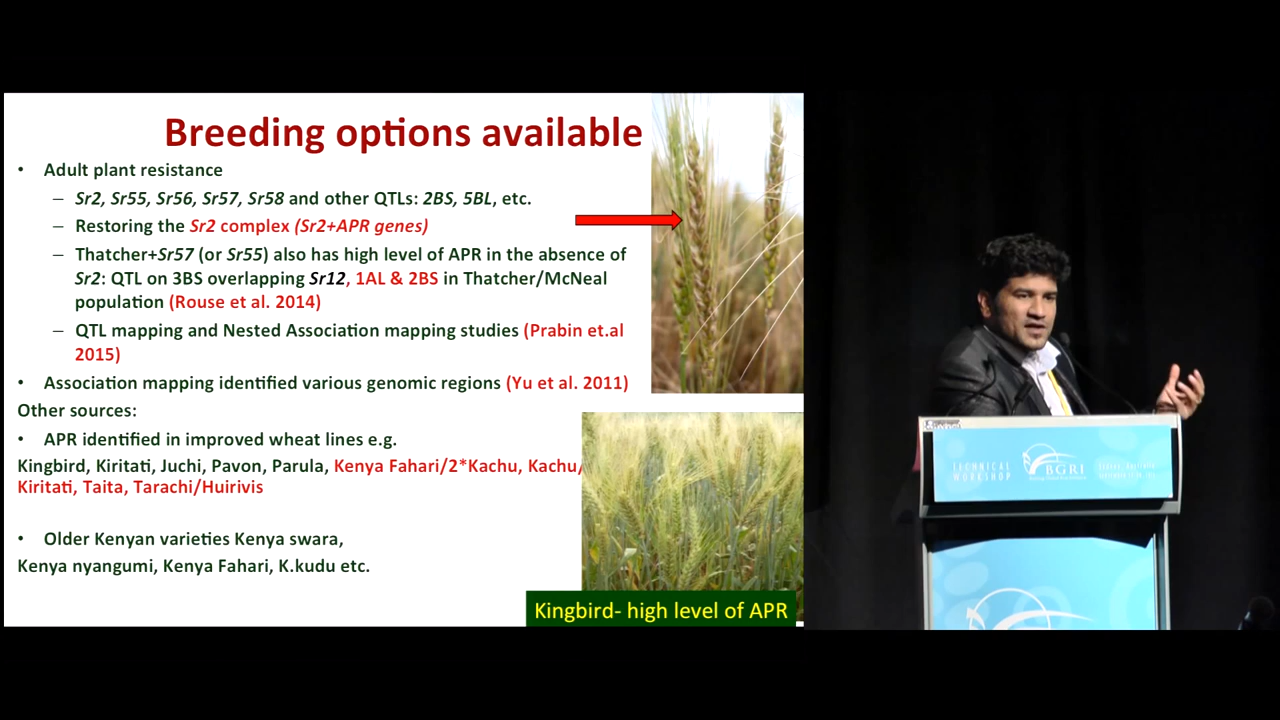 Breeding options available
• Adult plant resistance
– Sr2, Sr55, Sr56, Sr57, Sr58 and other QTLs: 2BS, 5BL, etc.
– Restoring the Sr2 complex (Sr2+APR genes)
– Thatcher+Sr57 (or Sr55) also has high level of APR in the absence of
Sr2: QTL on 3BS overlapping Sr12, 1AL & 2BS in Thatcher/McNeal
population (Rouse et al. 2014)
– QTL mapping and Nested Association mapping studies (Prabin et.al
2015)
• Association mapping identified various genomic regions (Yu et al. 2011)
Other sources:
• APR identified in improved wheat lines e.g.
Kingbird, Kiritati, Juchi, Pavon, Parula, Kenya Fahari/2*Kachu, Kachu/
Kiritati, Taita, Tarachi/Huirivis
• Older Kenyan varieties Kenya swara,
Kenya nyangumi, Kenya Fahari, K.kudu etc.
Kingbird- high level of APR
TECHNICAL
WORKSHOP
BGRI